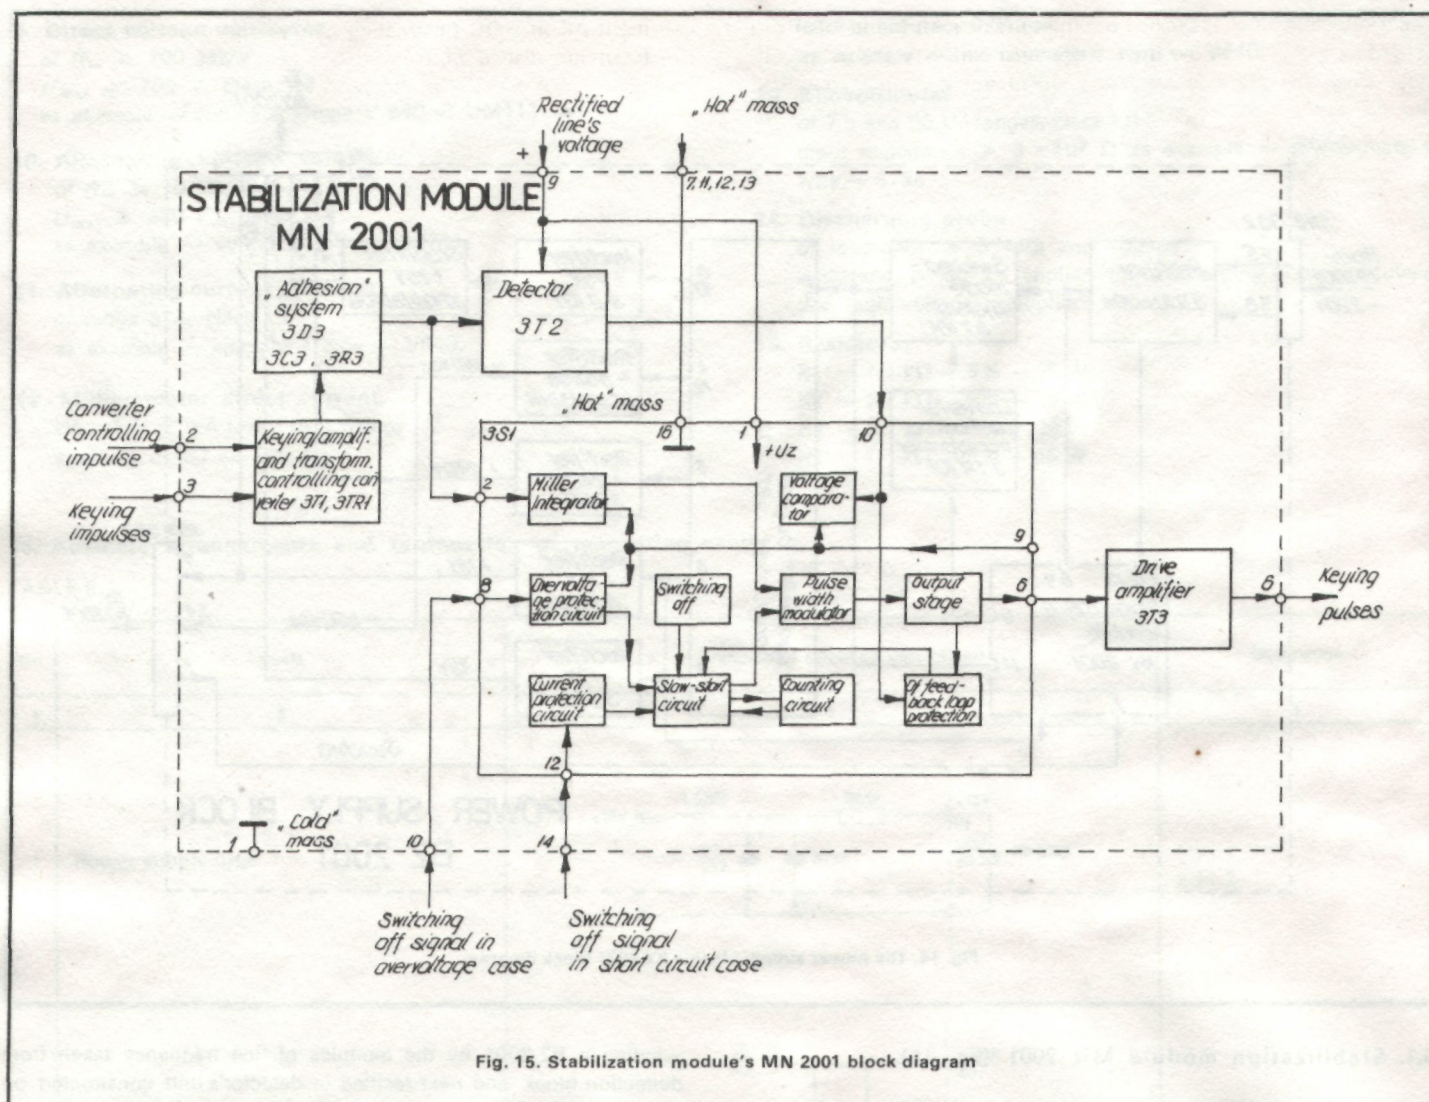 Rectified
line's
voltage
+
9
„Hot" mass
7, 11, 12, 13
STABILIZATION MODULE
MN 2001
„Adhesion"
system
3D3
3C3 . 3R3
Detector
3T2
Converter
controlling
impulse
2
3
Keying
impulses
Keying/amplif.
and transform.
controlling con
verter 3T1, 3TR1
„Hot" mass
3S1
16
1
10
+Uz
2
Miller
Integrator
Voltage
compara-
tor
9
8
Overvolta
ge protec-
tion circuit
Switching
off
Pulse
width
modulator
Output
stage
6
Drive
amplifier
3T3
6
Keying
pulses
Current
protection
circuit
Slow-start
circuit
Counting
circuit
Of feed-
back loop
protection
12
„Cold"
mass
1
10
14
Switching
off signal in
overvoltage case
Switching
off signal
in short circuit case
Fig. 15. Stabilization module's MN 2001 block diagram